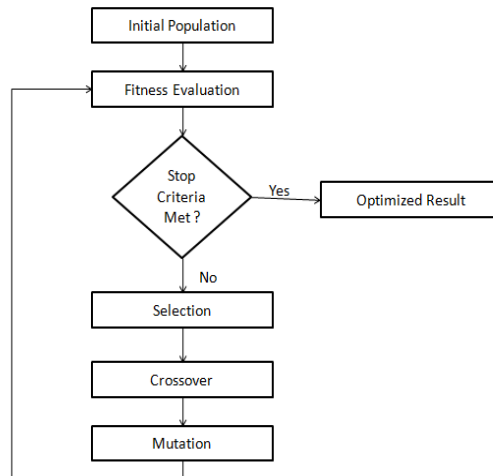 Initial Population
Fitness Evaluation
Stop
Criteria
Met ?
Yes
Optimized Result
No
Selection
Crossover
Mutation